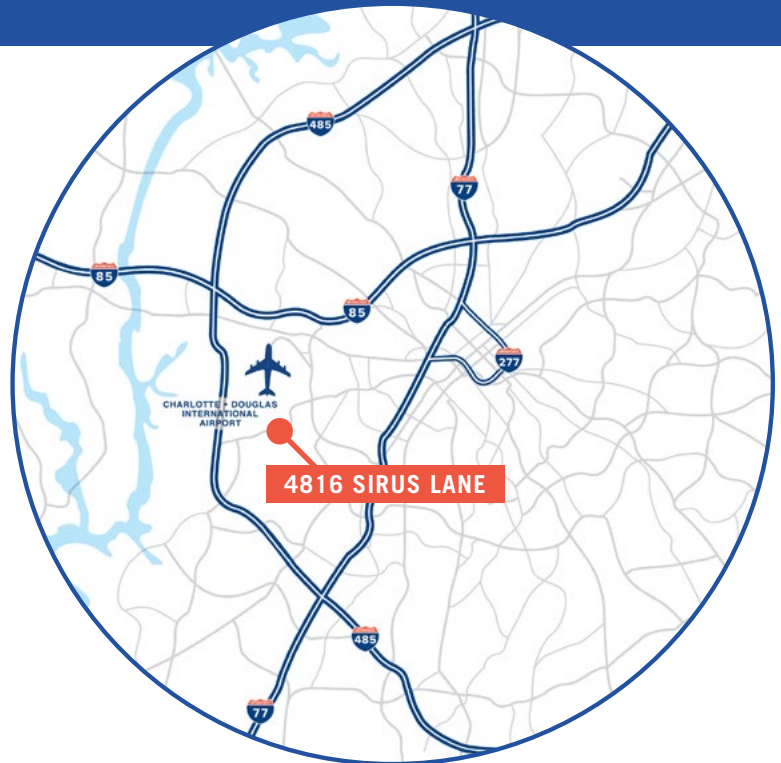 485
77
85
85
277
CHARLOTTE • DOUGLAS
INTERNATIONAL
AIRPORT
4816 SIRUS LANE
485
77